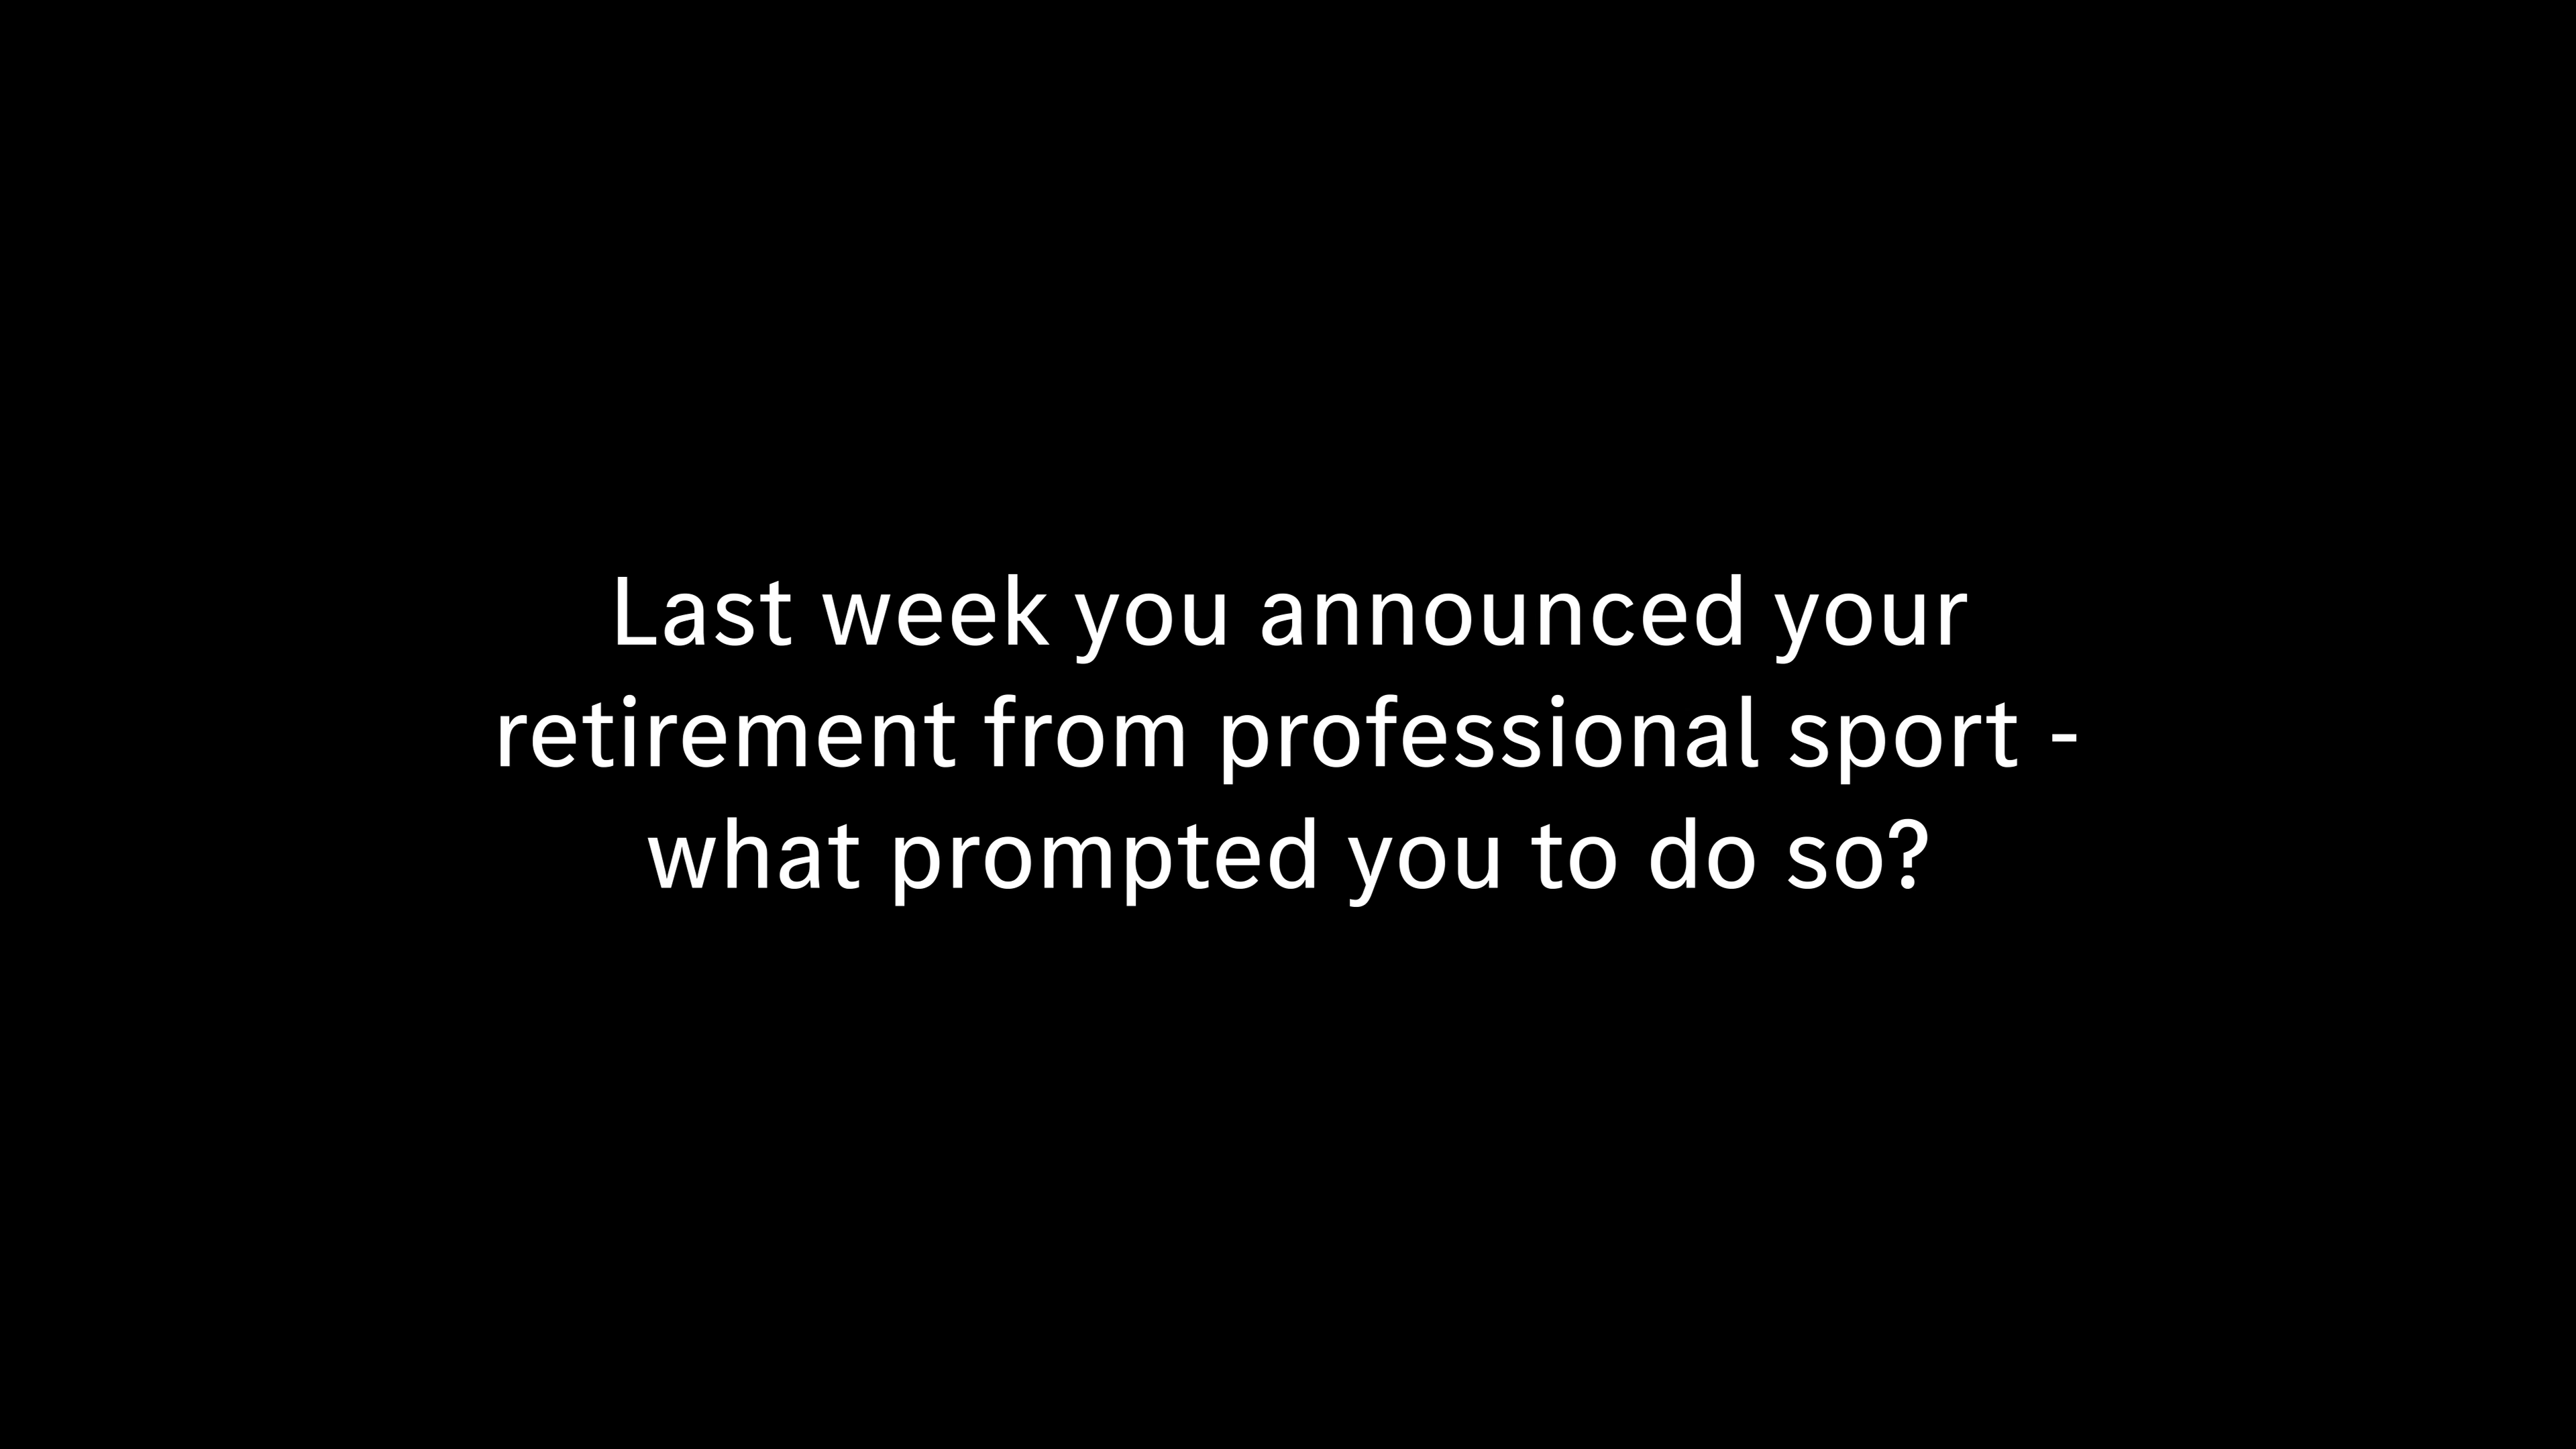 Last week you announced your
retirement from professional sport -
what prompted you to do so?